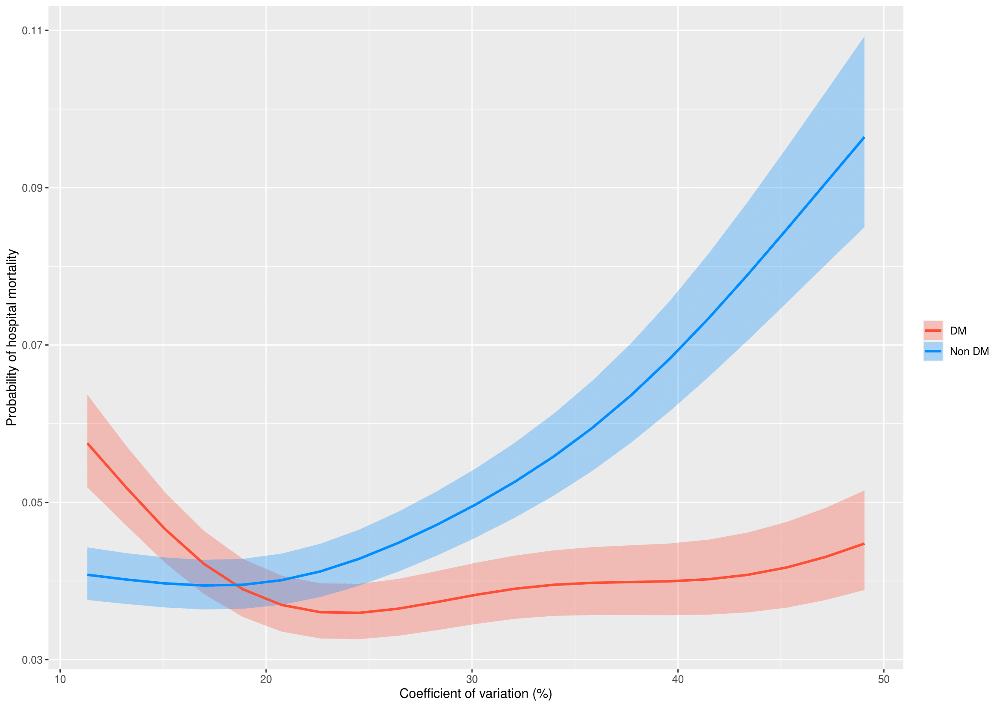 Probability of hospital mortality
0.11
0.09
0.07
0.05
0.03
10 20 30 40 50
Coefficient of variation (%)
DM
Non DM